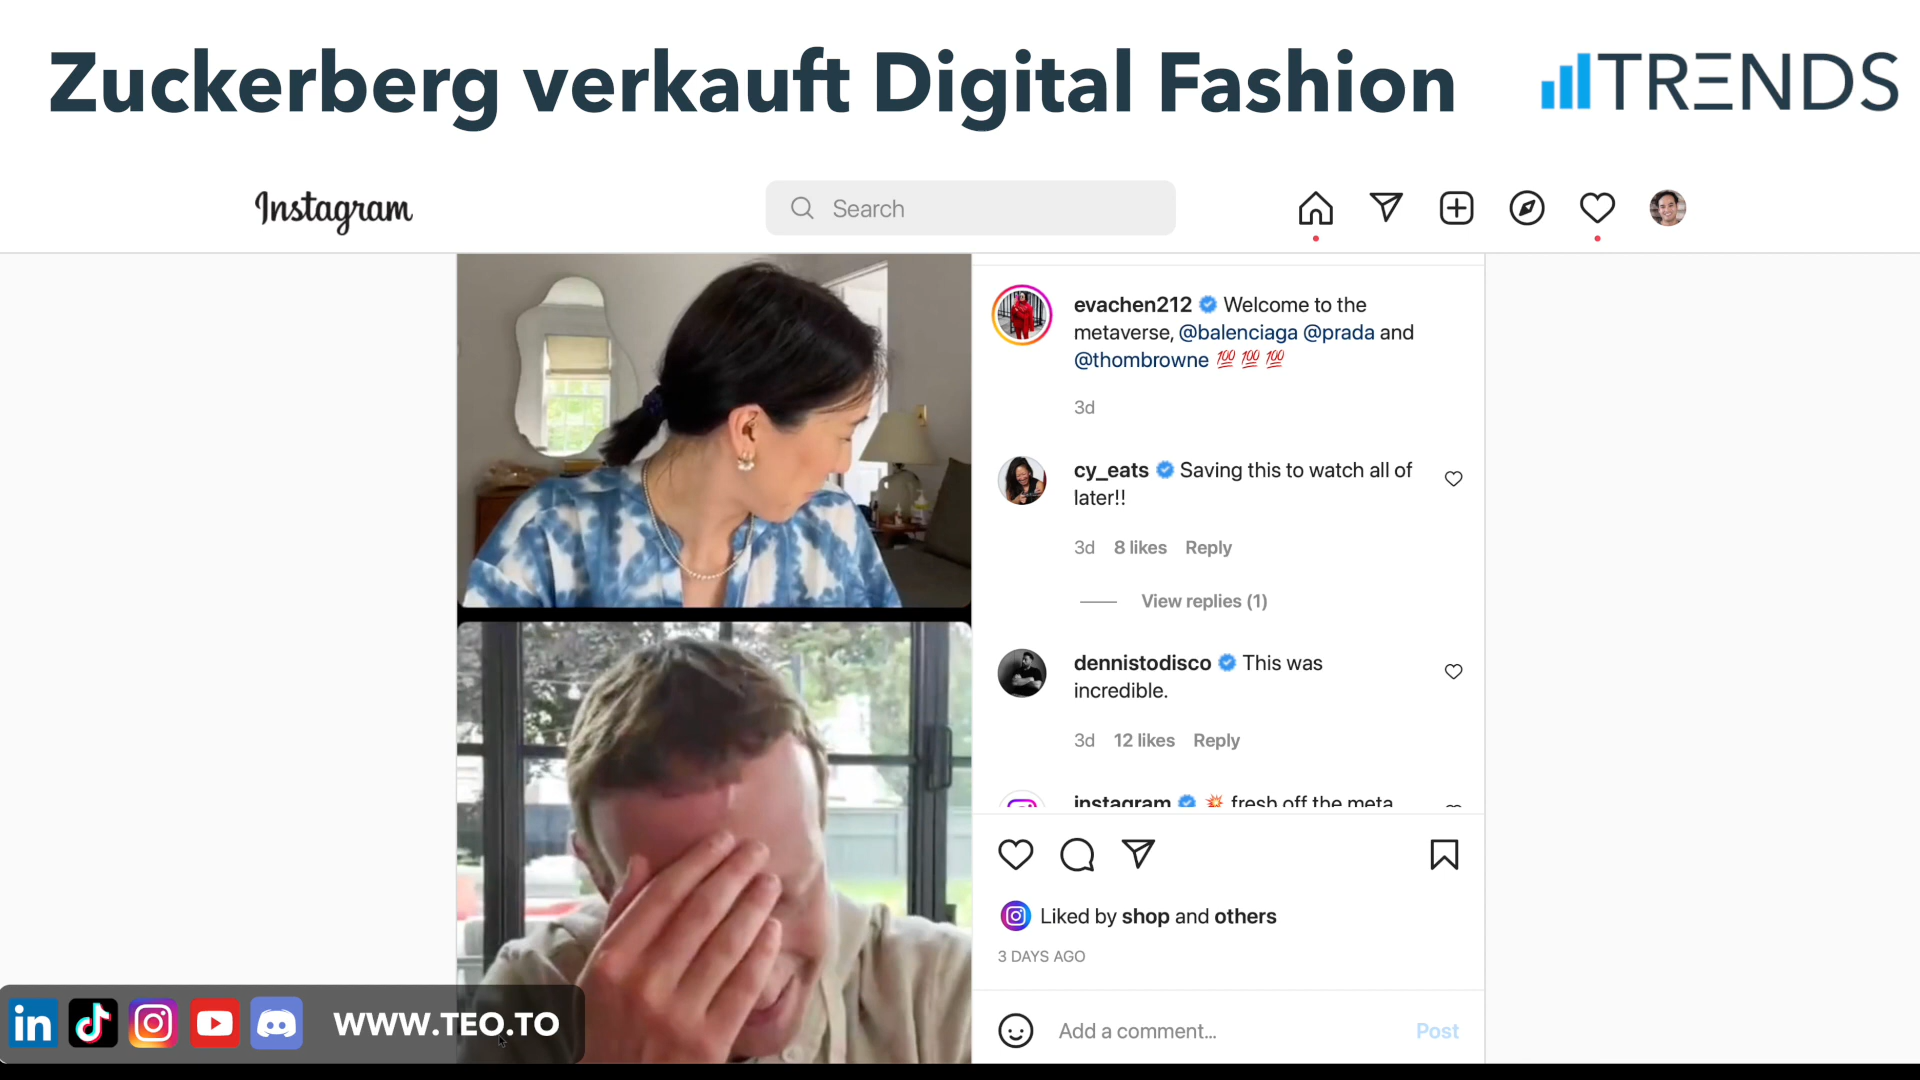 Zuckerberg verkauft Digital Fashion
TRENDS
Instagram
Search
evachen212 Welcome to the
metaverse, @balenciaga @prada and
@thombrowne 💯 💯 💯
3d
cy_eats Saving this to watch all of
later!!
3d 8 likes Reply
View replies (1)
dennistodisco This was
incredible.
3d 12 likes Reply
instagram 💥 fresh off the meta
Liked by shop and others
3 DAYS AGO
Add a comment...
Post
in
WWW.TEO.TO